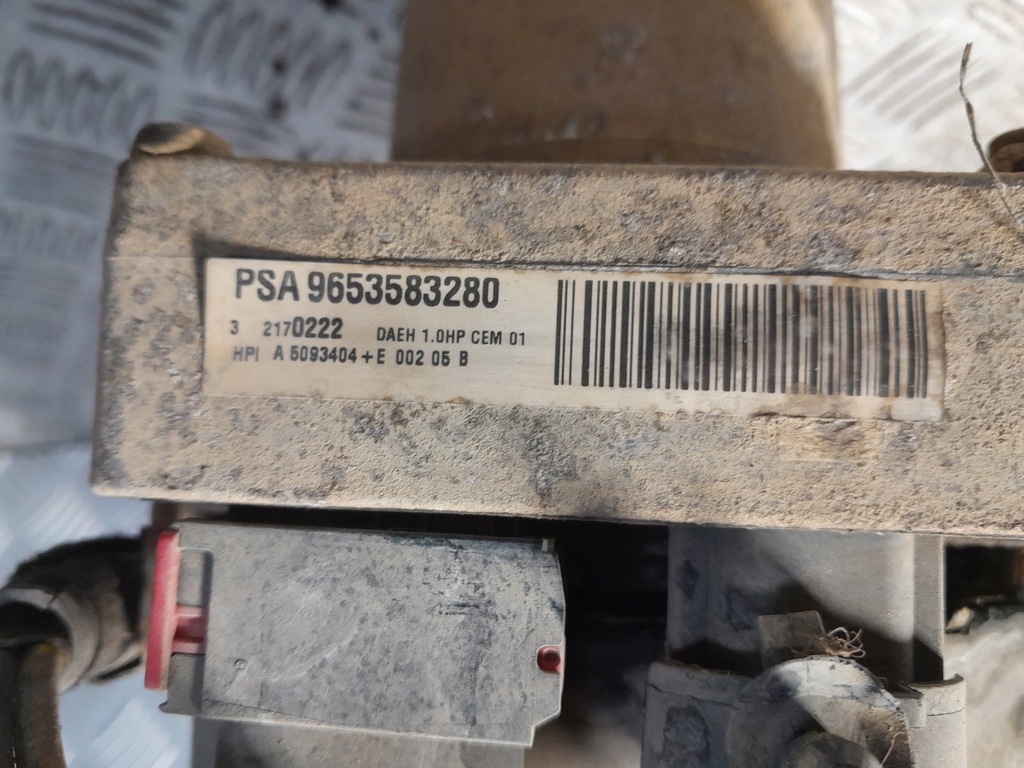 PSA 9653583280
3 2170222 DAEH 1.0HP CEM 01
HPI A 5093404+E 002 05 B